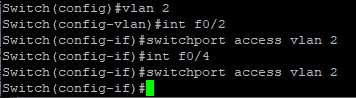 Switch(config)#vlan 2
Switch(config-vlan)#int f0/2
Switch(config-if)#switchport access vlan 2
Switch(config-if)#int f0/4
Switch(config-if)#switchport access vlan 2
Switch(config-if)#